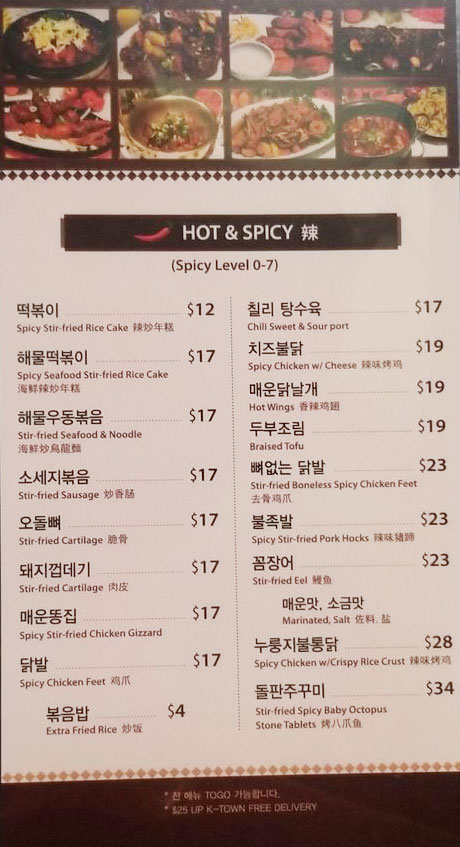 HOT & SPICY 辣
(Spicy Level 0-7)
떡볶이 $12
Spicy Stir-fried Rice Cake 辣炒年糕
해물떡볶이 $17
Spicy Seafood Stir-fried Rice Cake
海鮮辣炒年糕
해물우동볶음 $17
Stir-fried Seafood & Noodle
海鮮炒烏龍麵
소세지볶음 $17
Stir-fried Sausage 炒香肠
오돌뼈 $17
Stir-fried Cartilage 脆骨
돼지껍데기 $17
Stir-fried Cartilage 肉皮
매운똥집 $17
Spicy Stir-fried Chicken Gizzard
닭발 $17
Spicy Chicken Feet 鸡爪
볶음밥 $4
Extra Fried Rice 炒饭
칠리 탕수육 $17
Chili Sweet & Sour port
치즈불닭 $19
Spicy Chicken w/ Cheese 辣味烤鸡
매운닭날개 $19
Hot Wings 香辣鸡翅
두부조림 $19
Braised Tofu
뼈없는 닭발 $23
Stir-fried Boneless Spicy Chicken Feet
去骨鸡爪
불족발 $23
Spicy Stir-fried Pork Hocks 辣味猪蹄
꼼장어 $23
Stir-fried Eel 鳗鱼
매운맛, 소금맛
Marinated, Salt 佐料, 盐
누룽지불통닭 $28
Spicy Chicken w/Crispy Rice Crust 辣味烤鸡
돌판주꾸미 $34
Stir-fried Spicy Baby Octopus
Stone Tablets 烤八爪鱼
* 전 메뉴 TOGO 가능합니다.
* $25 UP K-TOWN FREE DELIVERY